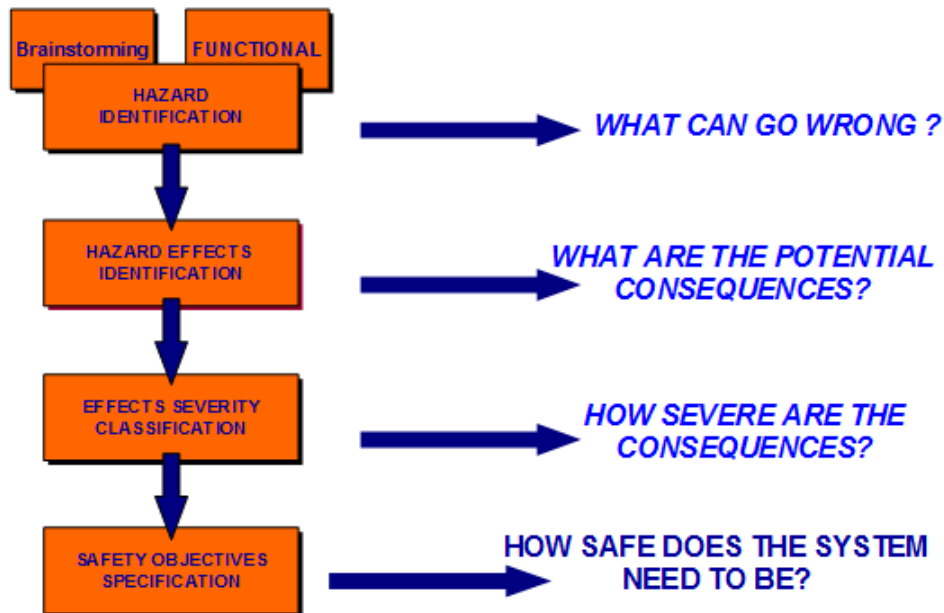 Brainstorming
FUNCTIONAL
HAZARD
IDENTIFICATION
WHAT CAN GO WRONG ?
HAZARD EFFECTS
IDENTIFICATION
WHAT ARE THE POTENTIAL
CONSEQUENCES?
EFFECTS SEVERITY
CLASSIFICATION
HOW SEVERE ARE THE
CONSEQUENCES?
SAFETY OBJECTIVES
SPECIFICATION
HOW SAFE DOES THE SYSTEM
NEED TO BE?